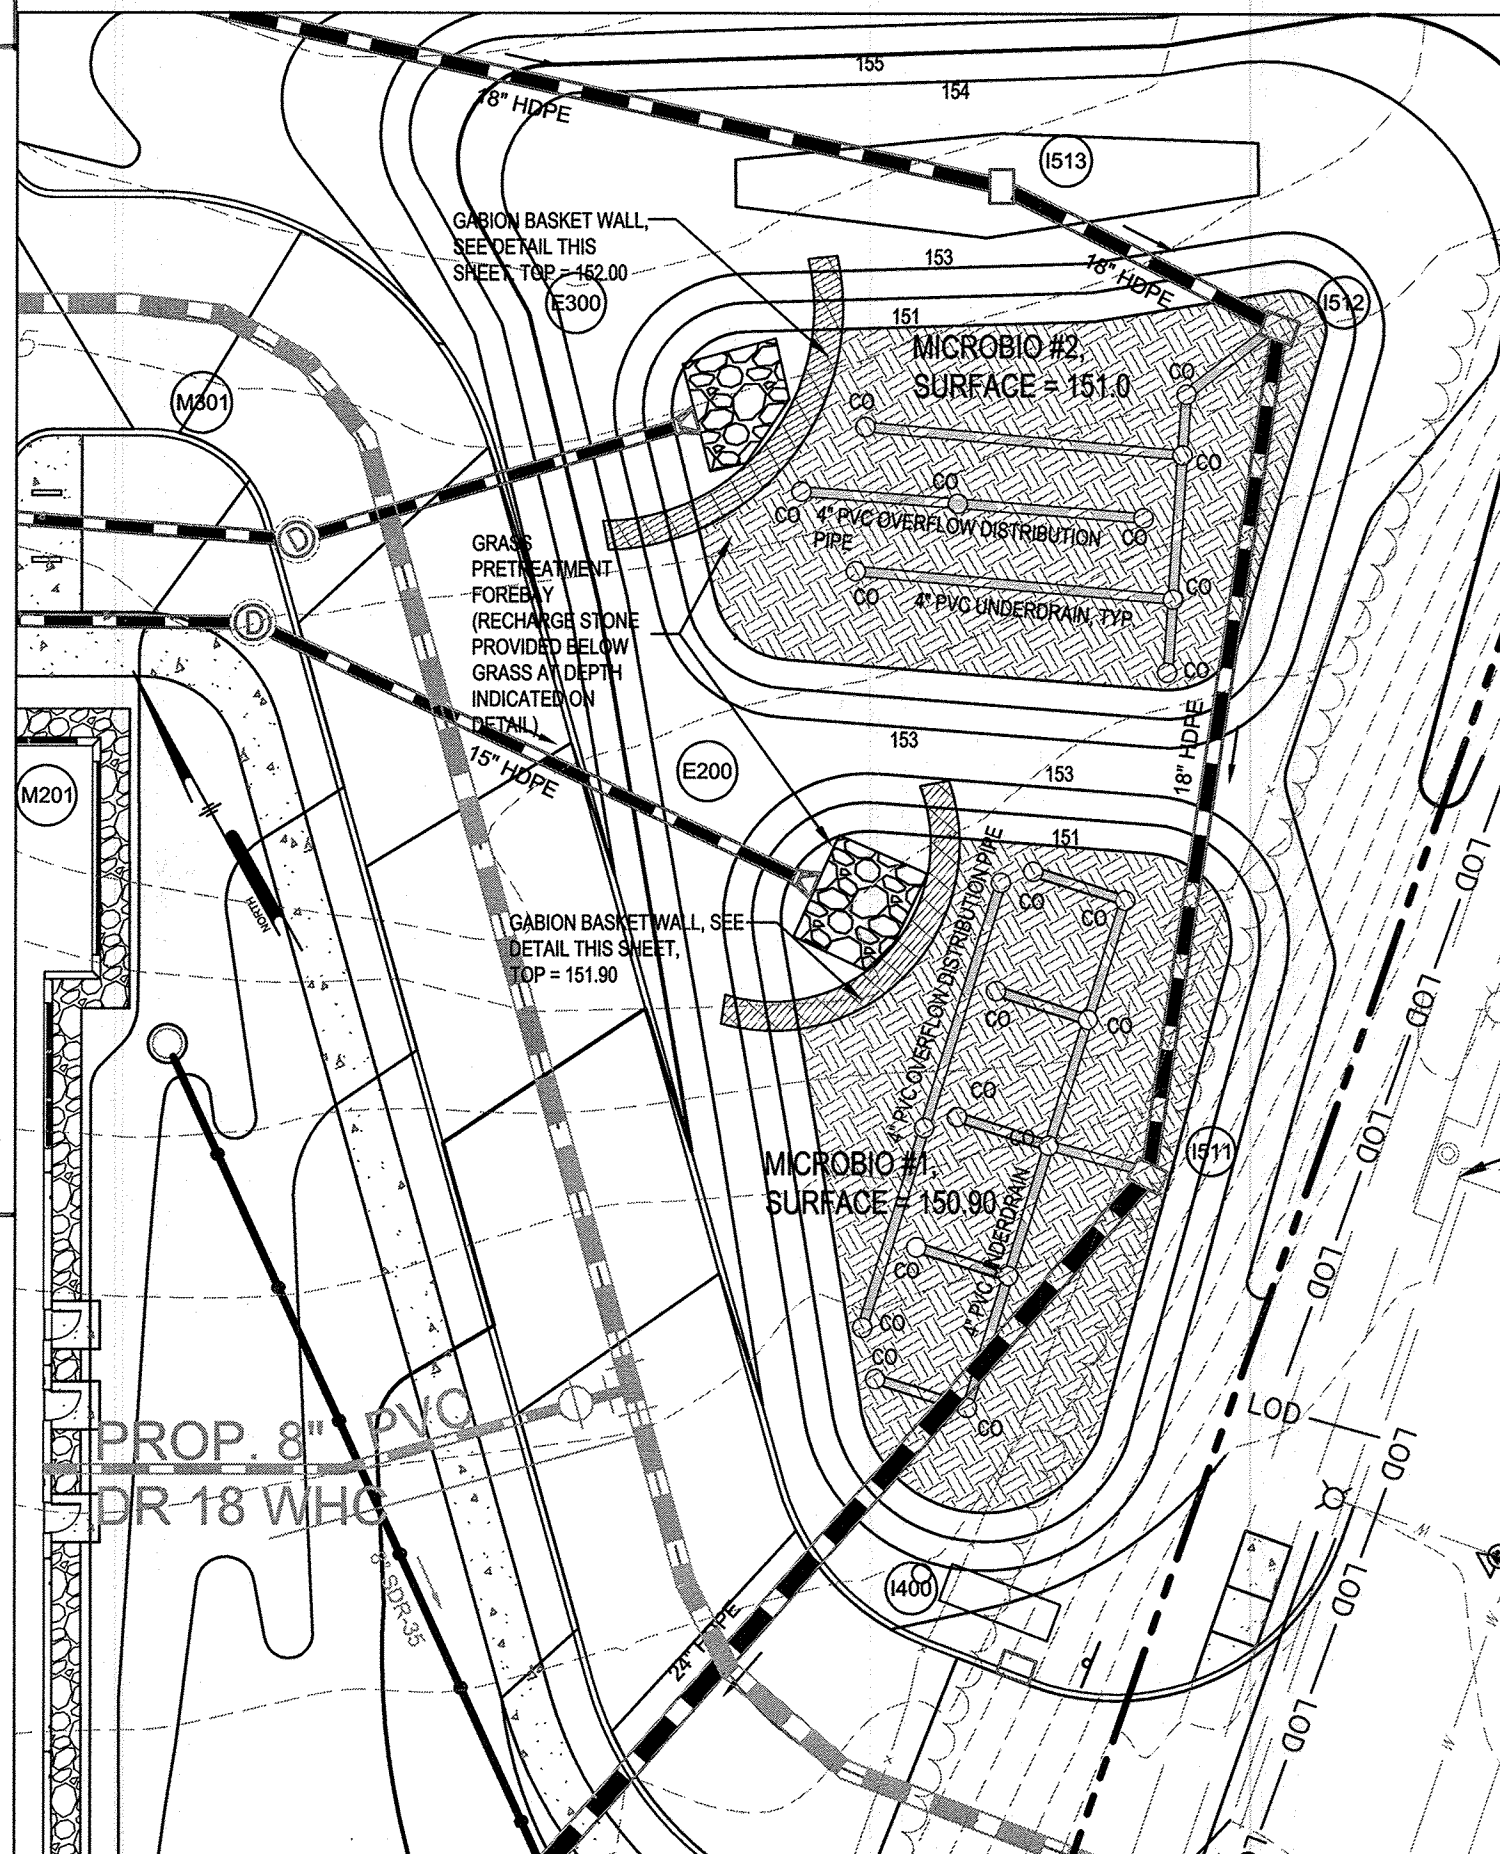 155
154
18" HDPE
I513
GABION BASKET WALL,
SEE DETAIL THIS
SHEET, TOP = 152.00
E300
153
18" HDPE
I512
151
MICROBIO #2,
SURFACE = 151.0
CO
CO
M301
CO
CO
CO
4" PVC OVERFLOW DISTRIBUTION
PIPE
CO
D
GRASS
PRETREATMENT
FOREBAY
(RECHARGE STONE
PROVIDED BELOW
GRASS AT DEPTH
INDICATED ON
DETAIL)
CO
CO
4" PVC UNDERDRAIN, TYP.
D
CO
18" HDPE
153
15" HDPE
E200
153
M201
151
NORTH
CO
CO
4" PVC OVERFLOW DISTRIBUTION PIPE
GABION BASKET WALL, SEE
DETAIL THIS SHEET,
TOP = 151.90
CO
CO
CO
CO
I511
MICROBIO #1,
SURFACE = 150.90
4" PVC UNDERDRAIN
CO
CO
CO
CO
LOD
LOD
LOD
LOD
LOD
LOD
LOD
LOD
LOD
PROP. 8" PVC
DR 18 WHC
8" SDR-35
I400
24" HDPE
W
W
W